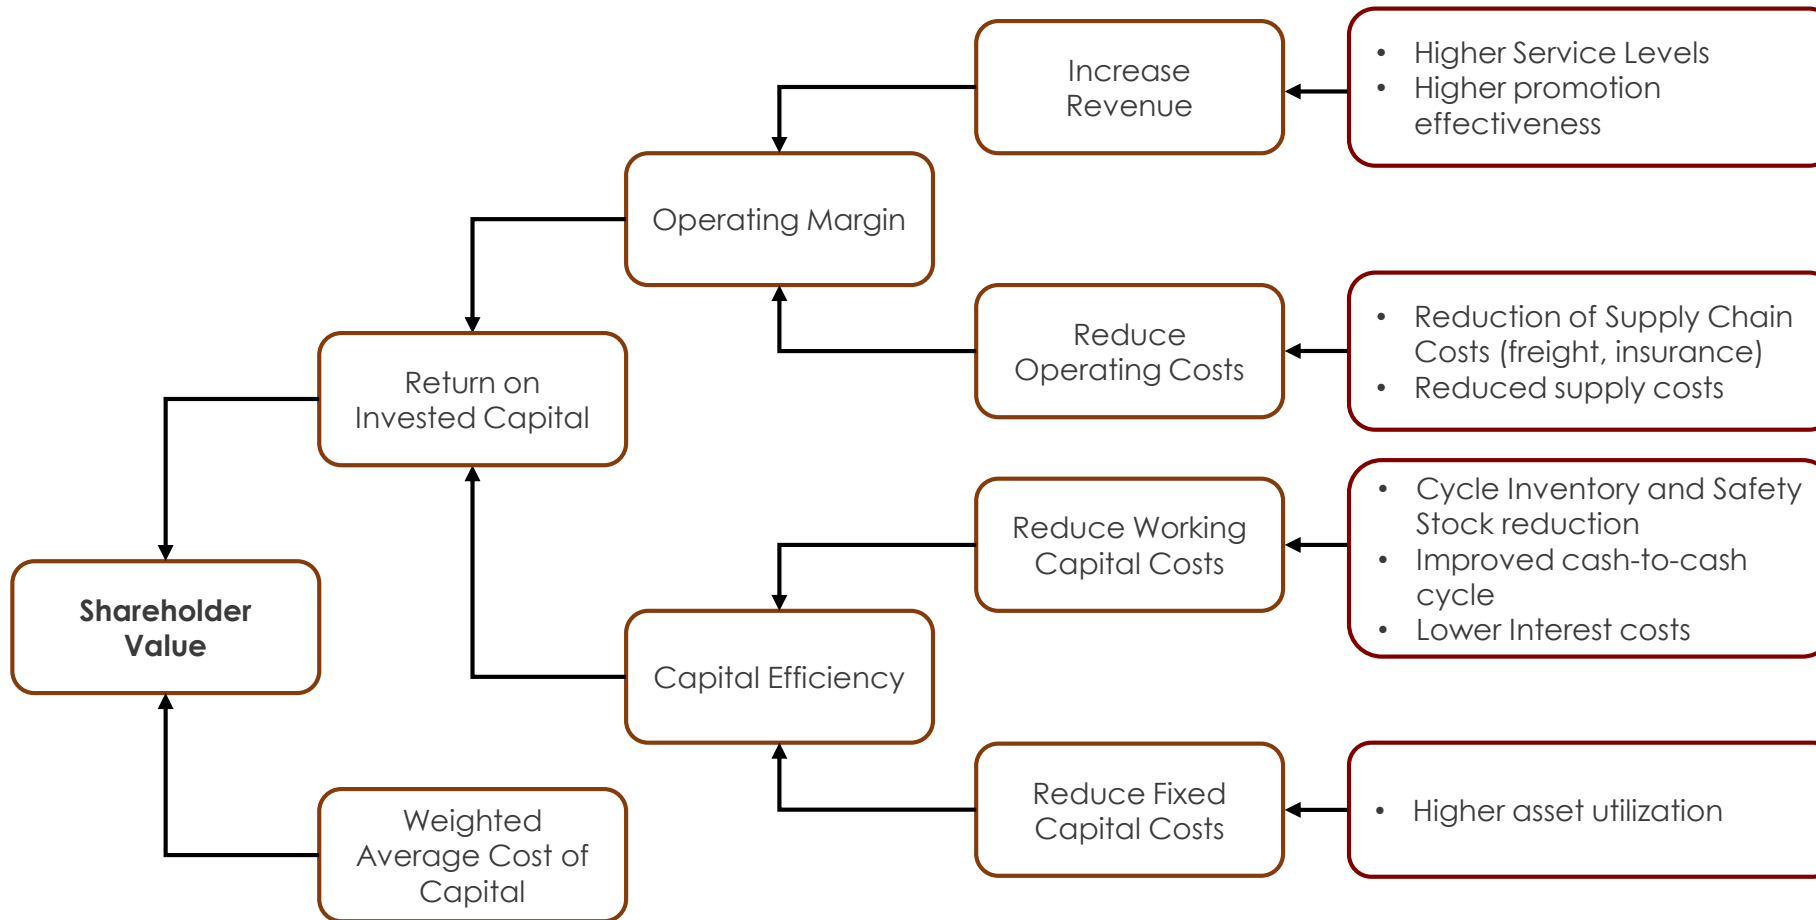 Increase
Revenue
• Higher Service Levels
• Higher promotion
effectiveness
Operating Margin
Reduce
Operating Costs
• Reduction of Supply Chain
Costs (freight, insurance)
• Reduced supply costs
Return on
Invested Capital
Reduce Working
Capital Costs
• Cycle Inventory and Safety
Stock reduction
• Improved cash-to-cash
cycle
• Lower Interest costs
Shareholder
Value
Capital Efficiency
Reduce Fixed
Capital Costs
• Higher asset utilization
Weighted
Average Cost of
Capital